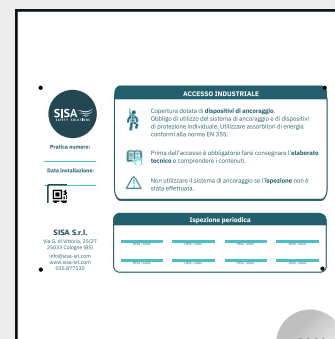 SISA
SAFETY SOLUTIONS
Pratica numero:
Data installazione:
SISA S.r.l.
Via G. di Vittorio, 25/27
25033 Cologne (BS)
info@sisa-srl.com
www.sisa-srl.com
035.877130
ACCESSO INDUSTRIALE
Copertura dotata di dispositivi di ancoraggio.
Obbligo di utilizzo del sistema di ancoraggio e di dispositivi
di protezione individuale. Utilizzare assorbitori di energia
conformi alla norma EN 355.
Prima dell'accesso è obbligatorio farsi consegnare l'elaborato
tecnico e comprendere i contenuti.
Non utilizzare il sistema di ancoraggio se l'ispezione non è
stata effettuata.
Ispezione periodica